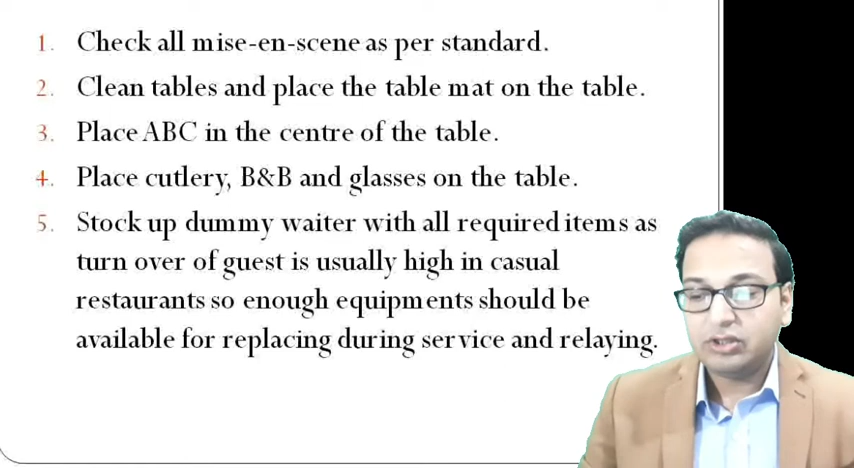 1. Check all mise-en-scene as per standard.
2. Clean tables and place the table mat on the table.
3. Place ABC in the centre of the table.
4. Place cutlery, B&B and glasses on the table.
5. Stock up dummy waiter with all required items as
turn over of guest is usually high in casual
restaurants so enough equipments should be
available for replacing during service and relaying.